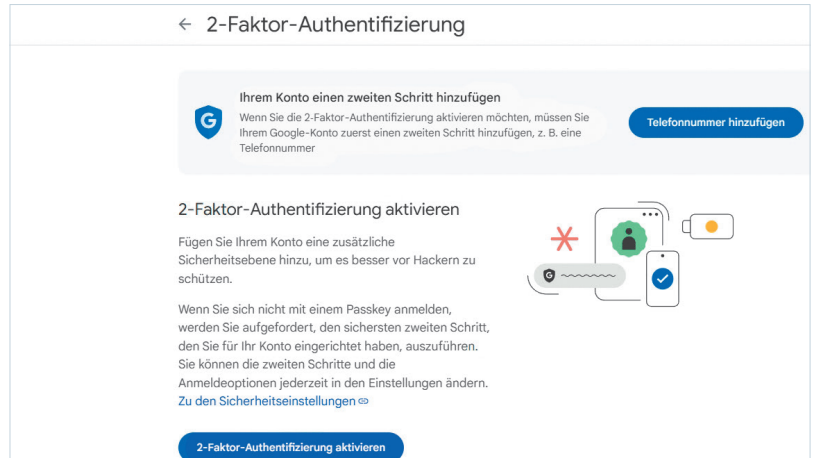 2-Faktor-Authentifizierung
Ihrem Konto einen zweiten Schritt hinzufügen
Wenn Sie die 2-Faktor-Authentifizierung aktivieren möchten, müssen Sie
Ihrem Google-Konto zuerst einen zweiten Schritt hinzufügen, z. B. eine
Telefonnummer
Telefonnummer hinzufügen
2-Faktor-Authentifizierung aktivieren
Fügen Sie Ihrem Konto eine zusätzliche
Sicherheitsebene hinzu, um es besser vor Hackern zu
schützen.
Wenn Sie sich nicht mit einem Passkey anmelden,
werden Sie aufgefordert, den sichersten zweiten Schritt,
den Sie für Ihr Konto eingerichtet haben, auszuführen.
Sie können die zweiten Schritte und die
Anmeldeoptionen jederzeit in den Einstellungen ändern.
Zu den Sicherheitseinstellungen
2-Faktor-Authentifizierung aktivieren